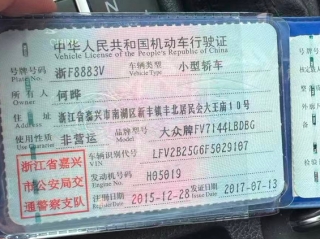 中华人民共和国机动车行驶证
Vehicle License of the People's Republic of China
号牌号码 浙F8883V 车辆类型 小型轿车
Plate No. Vehicle Type
所有人 何晔
Owner
住址 浙江省嘉兴市南湖区新丰镇丰北居民会大王庙10号
Address
使用性质 非营运 品牌型号 大众牌FV7144LBDBG
Use Character Model
浙江省嘉兴
市公安局交
通警察支队
车辆识别代号 LFV2B25G6F5029107
VIN
发动机号码 H05019
Engine No.
注册日期 2015-12-28 发证日期 2017-07-13
Register Date Issue Date